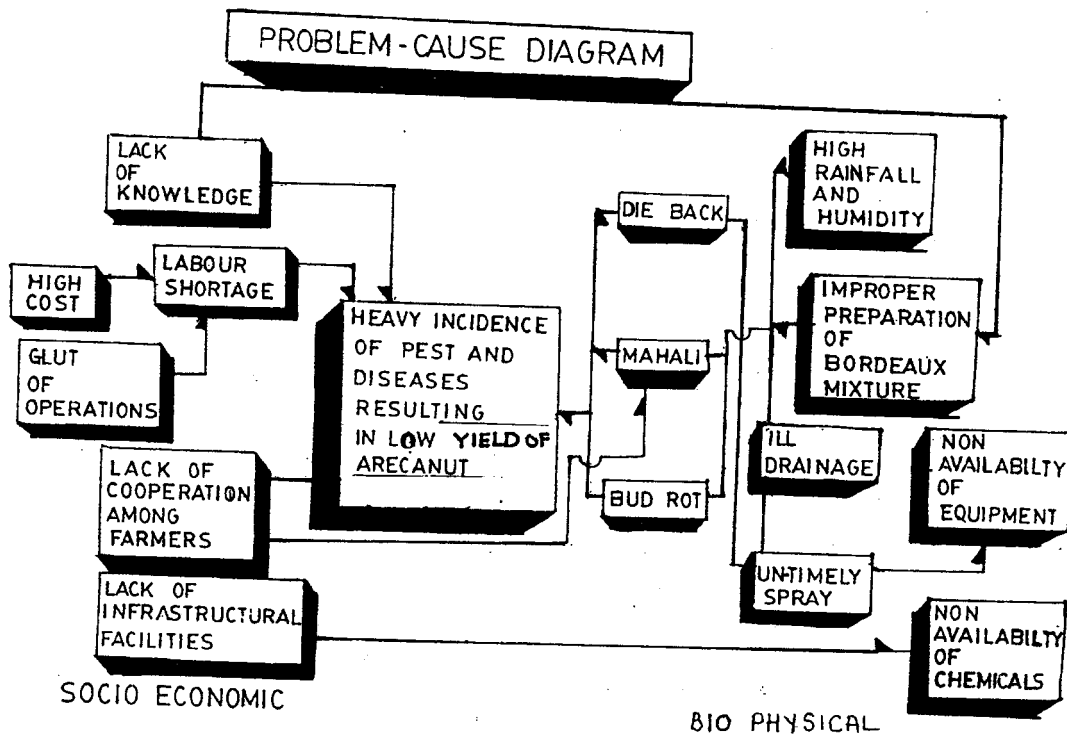 PROBLEM-CAUSE DIAGRAM
LACK
OF
KNOWLEDGE
HIGH
COST
LABOUR
SHORTAGE
GLUT
OF
OPERATIONS
HEAVY INCIDENCE
OF PEST AND
DISEASES
RESULTING
IN LOW YIELD OF
ARECANUT
LACK OF
COOPERATION
AMONG
FARMERS
LACK OF
INFRASTRUCTURAL
FACILITIES
SOCIO ECONOMIC
DIE BACK
MAHALI
BUD ROT
HIGH
RAINFALL
AND
HUMIDITY
IMPROPER
PREPARATION
OF
BORDEAUX
MIXTURE
ILL
DRAINAGE
UN-TIMELY
SPRAY
NON
AVAILABILTY
OF
EQUIPMENT
NON
AVAILABILTY
OF
CHEMICALS
BIO PHYSICAL